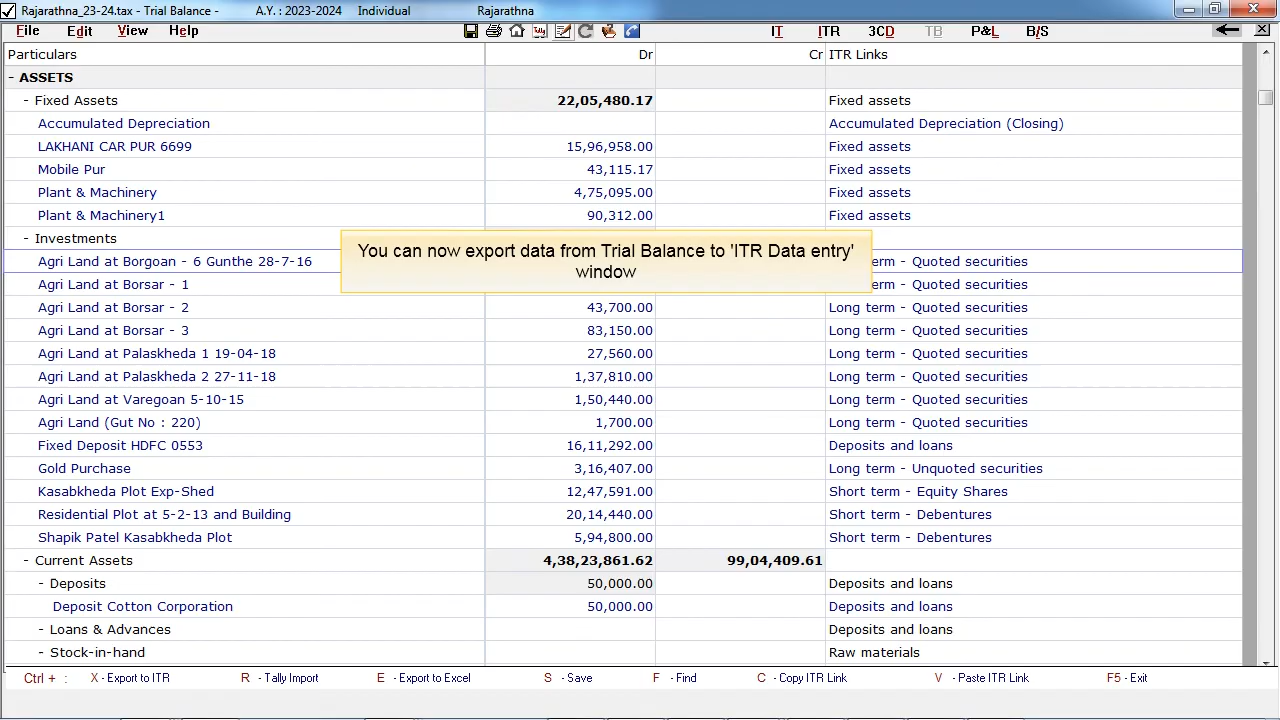 Rajarathna_23-24.tax - Trial Balance - A.Y. : 2023-2024 Individual Rajarathna
File Edit View Help IT ITR 3CD TB P&L B/S
Particulars Dr Cr ITR Links
- ASSETS
- Fixed Assets 22,05,480.17 Fixed assets
Accumulated Depreciation Accumulated Depreciation (Closing)
LAKHANI CAR PUR 6699 15,96,958.00 Fixed assets
Mobile Pur 43,115.17 Fixed assets
Plant & Machinery 4,75,095.00 Fixed assets
Plant & Machinery1 90,312.00 Fixed assets
- Investments
You can now export data from Trial Balance to 'ITR Data entry'
window
Agri Land at Borgoan - 6 Gunthe 28-7-16 term - Quoted securities
Agri Land at Borsar - 1 term - Quoted securities
Agri Land at Borsar - 2 43,700.00 Long term - Quoted securities
Agri Land at Borsar - 3 83,150.00 Long term - Quoted securities
Agri Land at Palaskheda 1 19-04-18 27,560.00 Long term - Quoted securities
Agri Land at Palaskheda 2 27-11-18 1,37,810.00 Long term - Quoted securities
Agri Land at Varegoan 5-10-15 1,50,440.00 Long term - Quoted securities
Agri Land (Gut No : 220) 1,700.00 Long term - Quoted securities
Fixed Deposit HDFC 0553 16,11,292.00 Deposits and loans
Gold Purchase 3,16,407.00 Long term - Unquoted securities
Kasabkheda Plot Exp-Shed 12,47,591.00 Short term - Equity Shares
Residential Plot at 5-2-13 and Building 20,14,440.00 Short term - Debentures
Shapik Patel Kasabkheda Plot 5,94,800.00 Short term - Debentures
- Current Assets 4,38,23,861.62 99,04,409.61
- Deposits 50,000.00 Deposits and loans
Deposit Cotton Corporation 50,000.00 Deposits and loans
- Loans & Advances Deposits and loans
- Stock-in-hand Raw materials
Ctrl + : X - Export to ITR R - Tally Import E - Export to Excel S - Save F - Find C - Copy ITR Link V - Paste ITR Link F5 - Exit